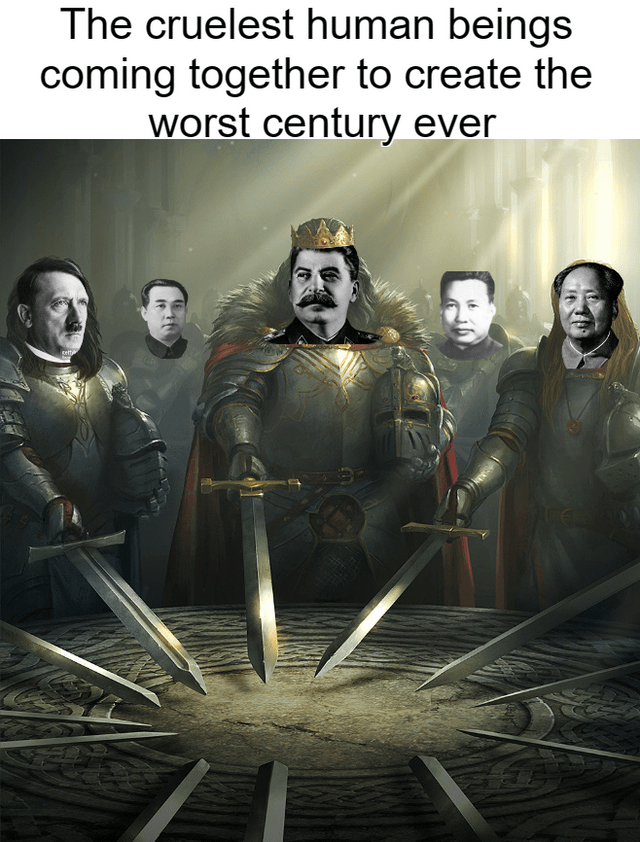 The cruelest human beings
coming together to create the
worst century ever